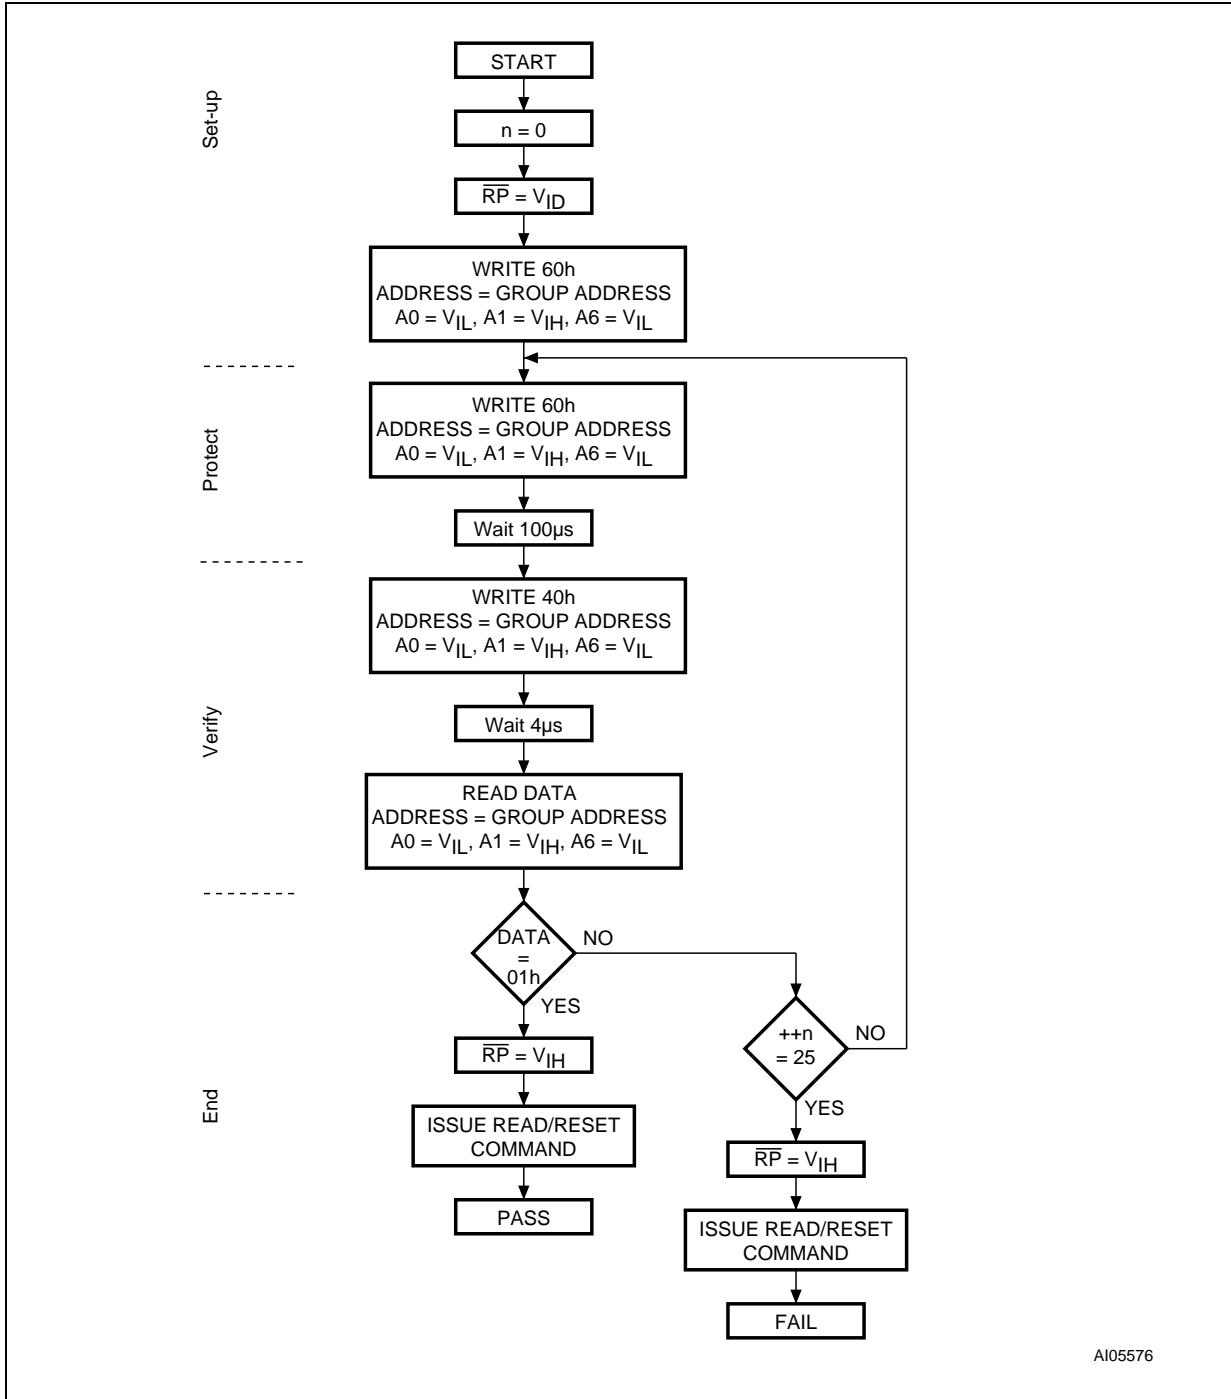 START
Set-up
n = 0
R̅P̅ = VID
WRITE 60h
ADDRESS = GROUP ADDRESS
A0 = VIL, A1 = VIH, A6 = VIL
Protect
WRITE 60h
ADDRESS = GROUP ADDRESS
A0 = VIL, A1 = VIH, A6 = VIL
Wait 100µs
WRITE 40h
ADDRESS = GROUP ADDRESS
A0 = VIL, A1 = VIH, A6 = VIL
Verify
Wait 4µs
READ DATA
ADDRESS = GROUP ADDRESS
A0 = VIL, A1 = VIH, A6 = VIL
DATA
=
01h
NO
YES
++n
= 25
NO
YES
End
R̅P̅ = VIH
ISSUE READ/RESET
COMMAND
PASS
R̅P̅ = VIH
ISSUE READ/RESET
COMMAND
FAIL
AI05576